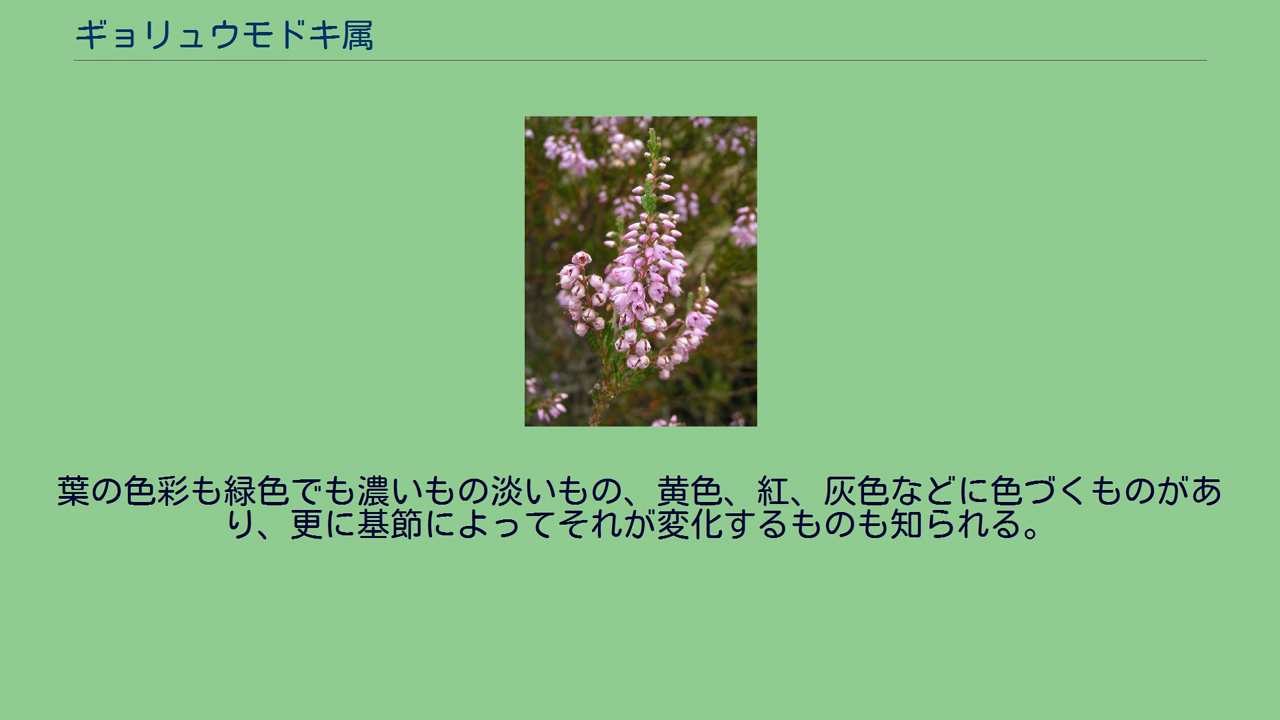 ギョリュウモドキ属
葉の色彩も緑色でも濃いもの淡いもの、黄色、紅、灰色などに色づくものがあ
り、更に基節によってそれが変化するものも知られる。